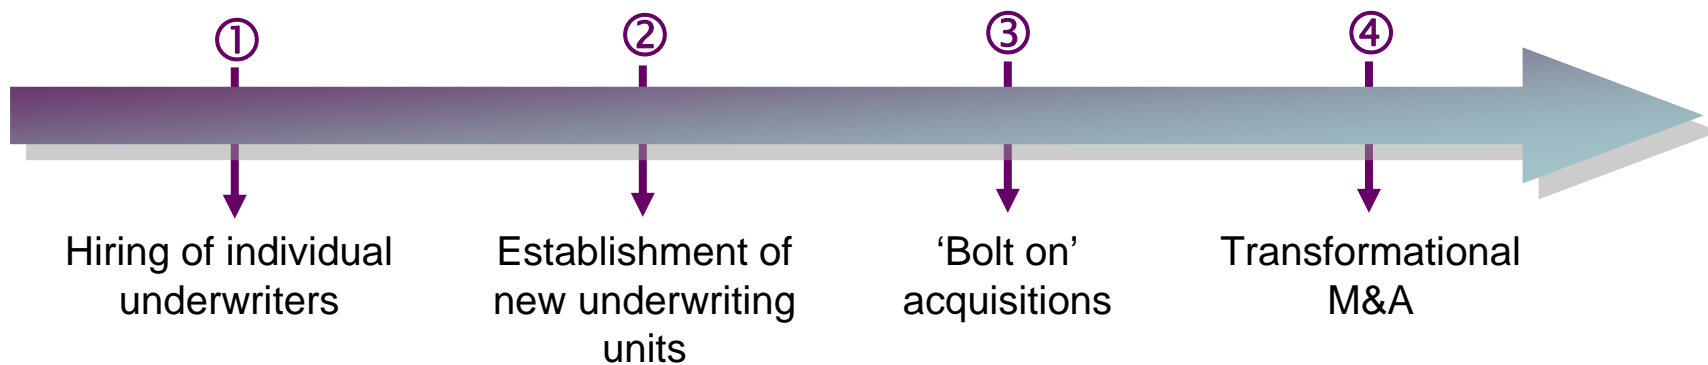 ①
Hiring of individual
underwriters
②
Establishment of
new underwriting
units
③
‘Bolt on’
acquisitions
④
Transformational
M&A